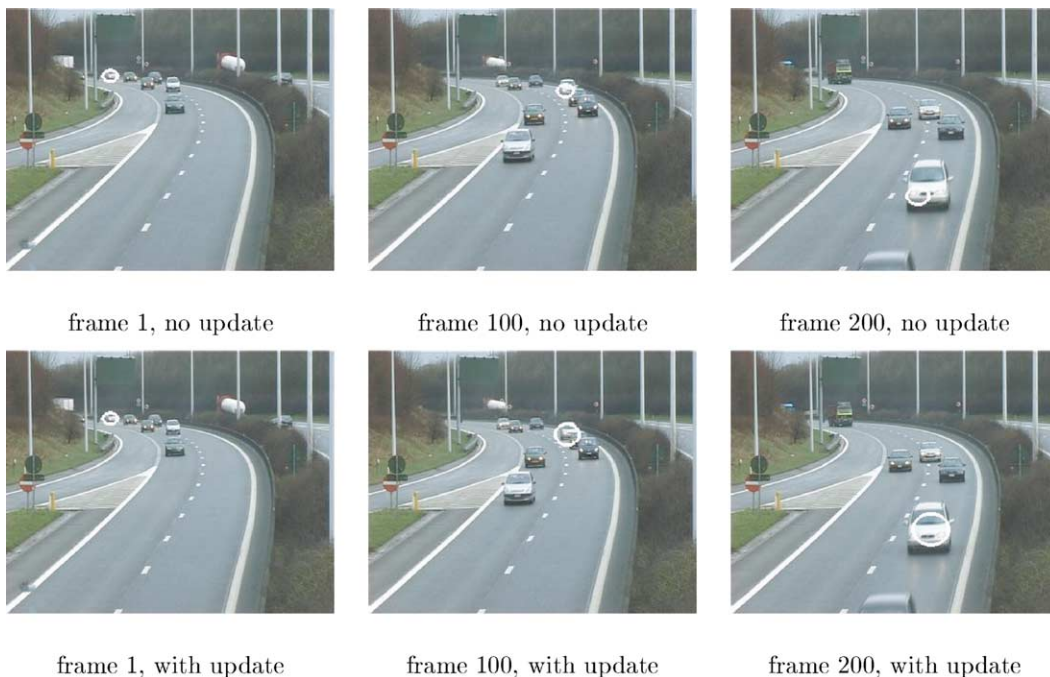 frame 1, no update
frame 100, no update
frame 200, no update
frame 1, with update
frame 100, with update
frame 200, with update